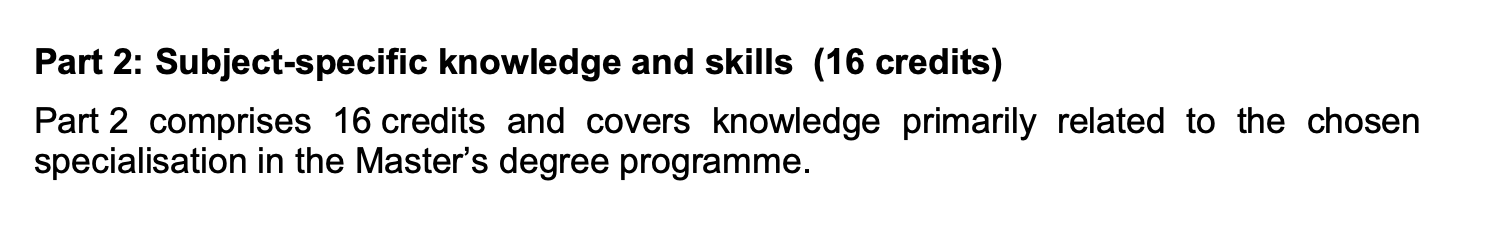 Part 2: Subject-specific knowledge and skills (16 credits)
Part 2 comprises 16 credits and covers knowledge primarily related to the chosen
specialisation in the Master’s degree programme.